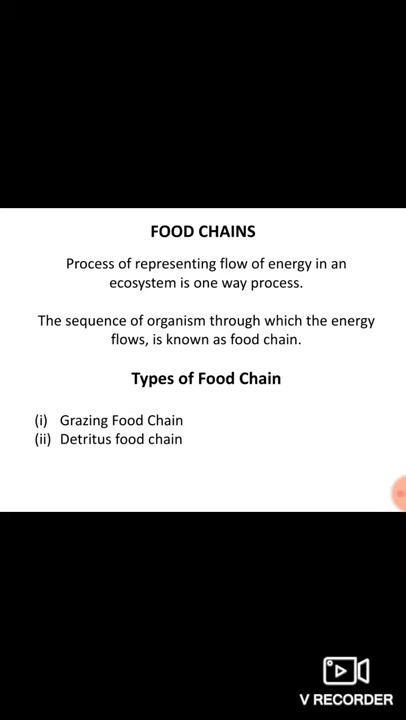 FOOD CHAINS
Process of representing flow of energy in an
ecosystem is one way process.
The sequence of organism through which the energy
flows, is known as food chain.
Types of Food Chain
(i) Grazing Food Chain
(ii) Detritus food chain
V RECORDER